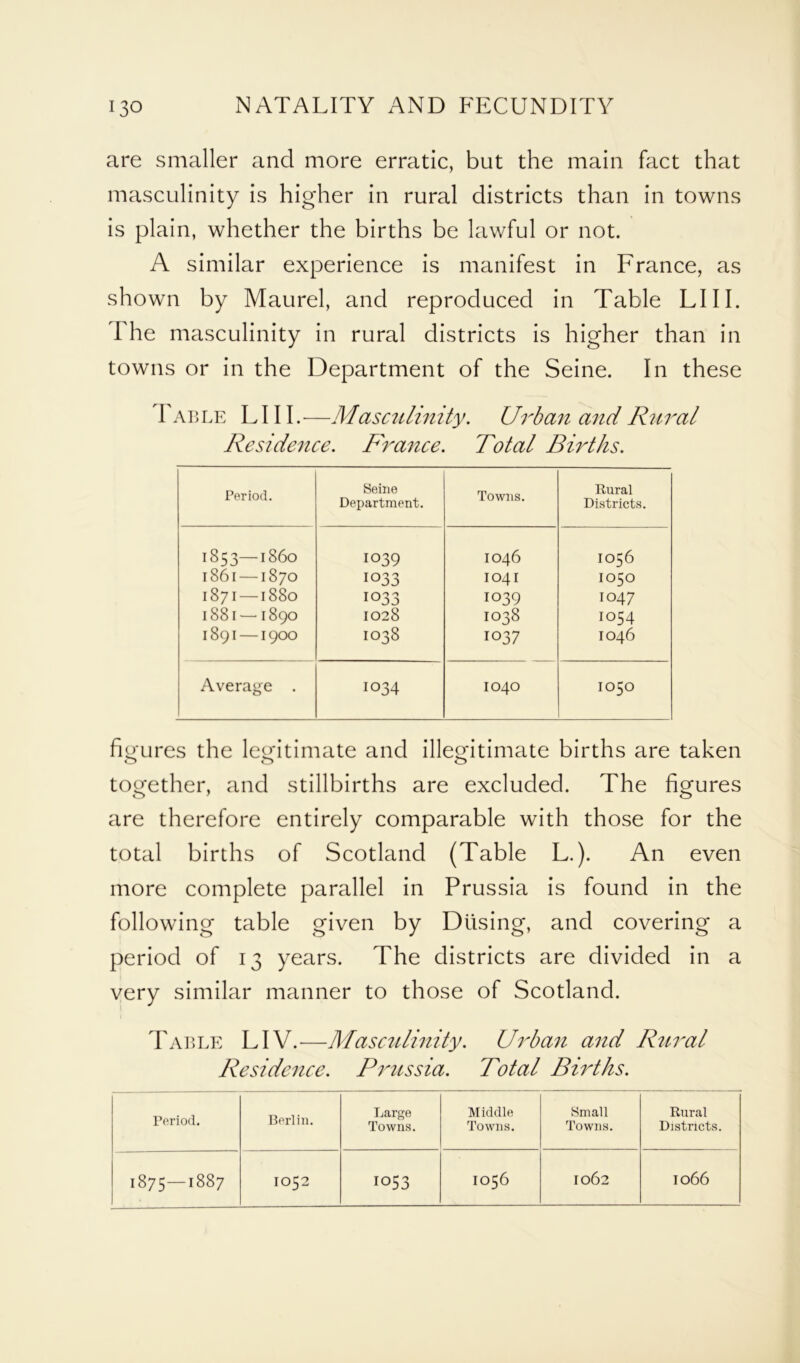 130 NATALITY AND FECUNDITY
are smaller and more erratic, but the main fact that
masculinity is higher in rural districts than in towns
is plain, whether the births be lawful or not.
A similar experience is manifest in France, as
shown by Maurel, and reproduced in Table LIII.
The masculinity in rural districts is higher than in
towns or in the Department of the Seine. In these
Table LIII.—Masculinity. Urban and Rural
Residence. France. Total Births.
Period. Seine Department. Towns. Rural Districts.
1853—1860 1039 1046 1056
1861—1870 1033 1041 1050
1871—1880 1033 1039 1047
1881—1890 1028 1038 1054
1891—1900 1038 1037 1046
Average . 1034 1040 1050
figures the legitimate and illegitimate births are taken
together, and stillbirths are excluded. The figures
are therefore entirely comparable with those for the
total births of Scotland (Table L.). An even
more complete parallel in Prussia is found in the
following table given by Düsing, and covering a
period of 13 years. The districts are divided in a
very similar manner to those of Scotland.
Table LIV.—Masculinity. Urban and Rural
Residence. Prussia. Total Births.
Period. Berlin. Large Towns. Middle Towns. Small Towns. Rural Districts.
1875—1887 1052 1053 1056 1062 1066